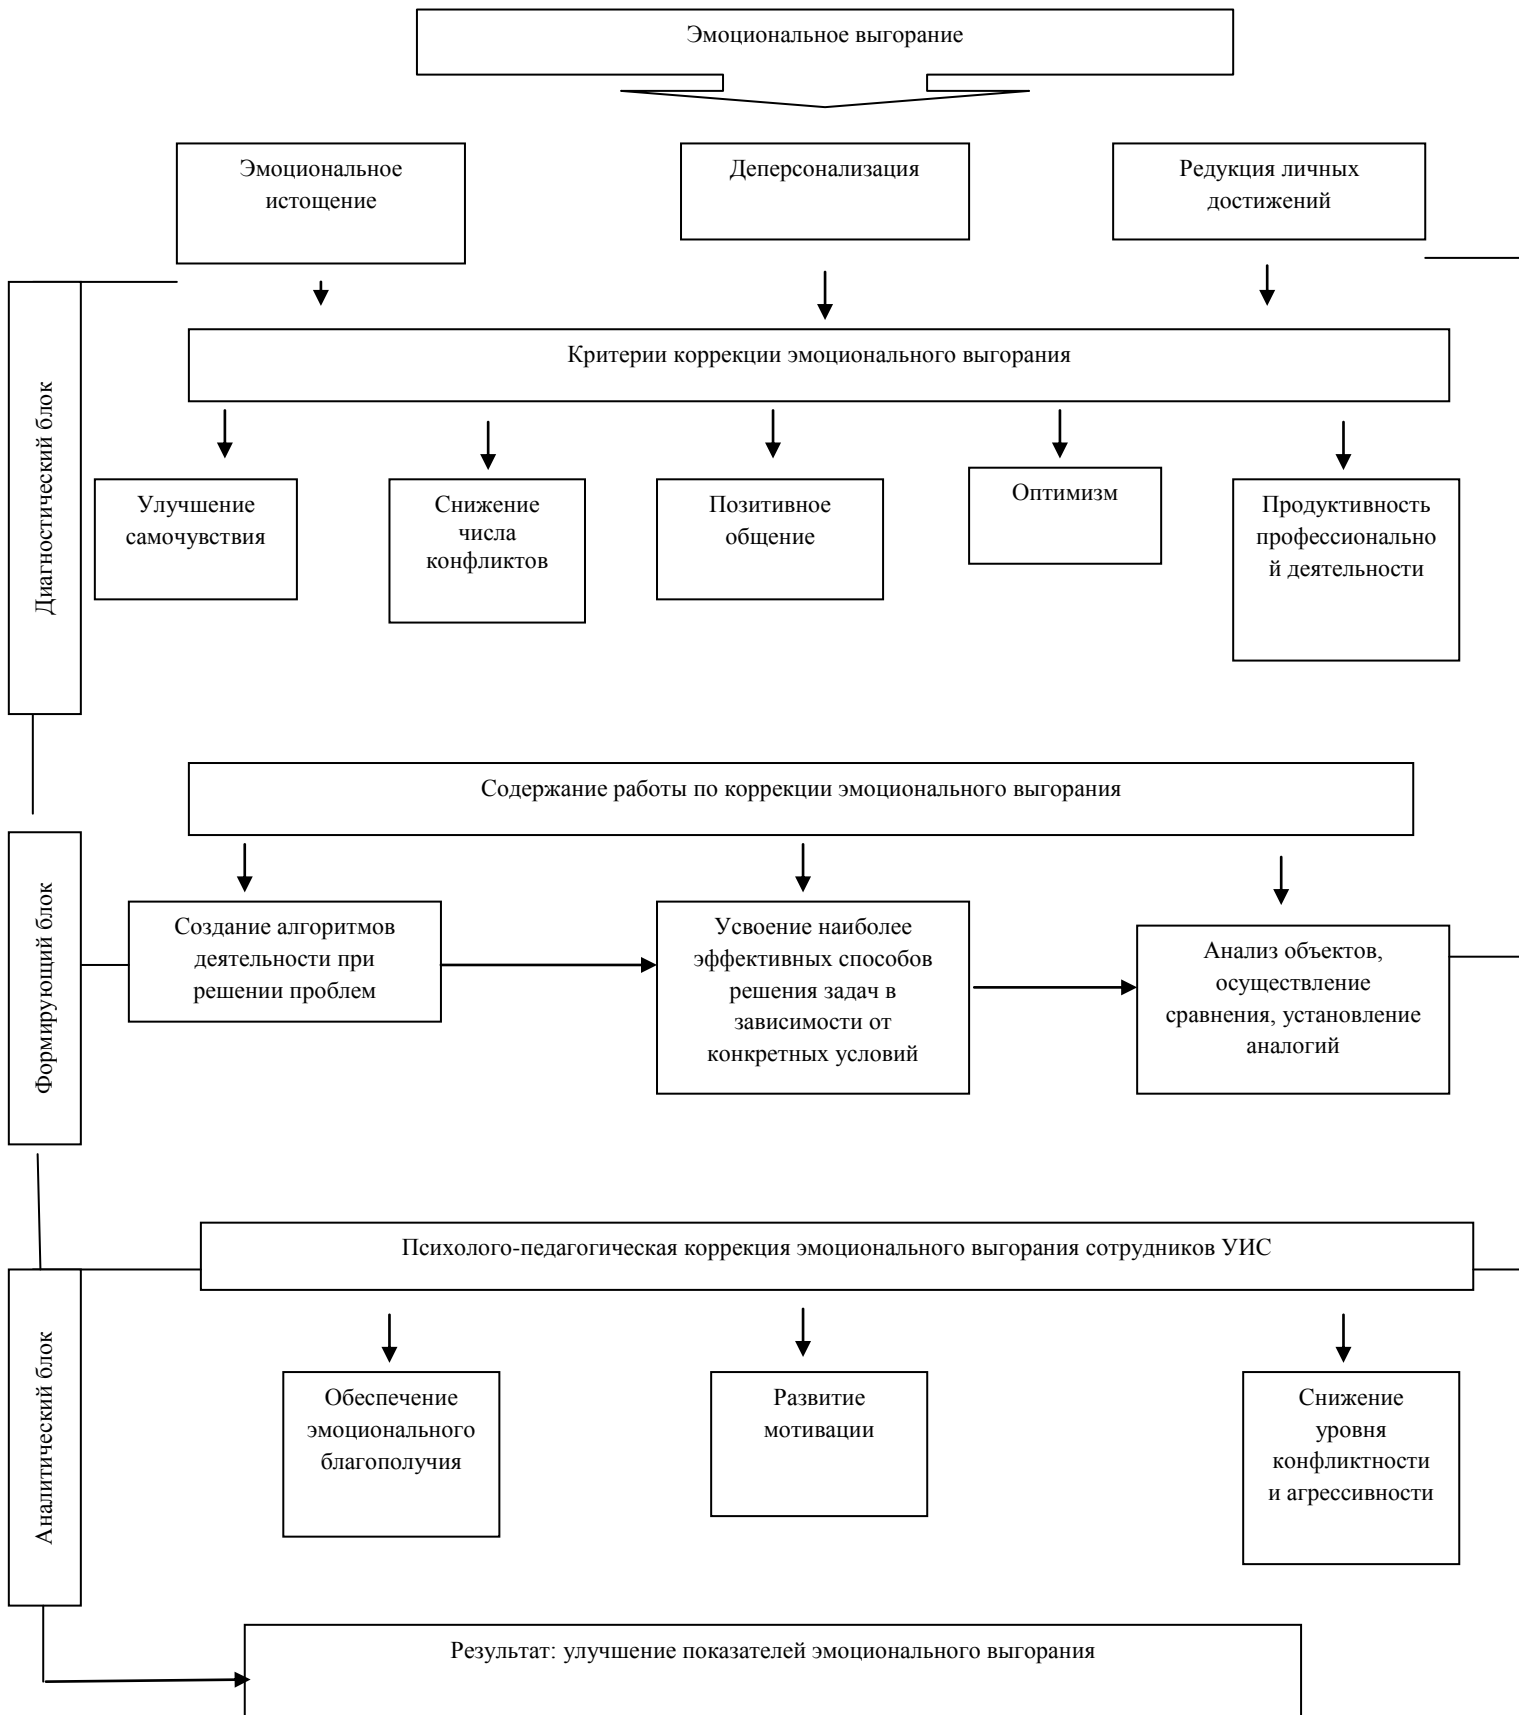 Эмоциональное выгорание
Эмоциональное
истощение
Деперсонализация
Редукция личных
достижений
Диагностический блок
Критерии коррекции эмоционального выгорания
Улучшение
самочувствия
Снижение
числа
конфликтов
Позитивное
общение
Оптимизм
Продуктивность
профессионально
й деятельности
Формирующий блок
Содержание работы по коррекции эмоционального выгорания
Создание алгоритмов
деятельности при
решении проблем
Усвоение наиболее
эффективных способов
решения задач в
зависимости от
конкретных условий
Анализ объектов,
осуществление
сравнения, установление
аналогий
Аналитический блок
Психолого-педагогическая коррекция эмоционального выгорания сотрудников УИС
Обеспечение
эмоционального
благополучия
Развитие
мотивации
Снижение
уровня
конфликтности
и агрессивности
Результат: улучшение показателей эмоционального выгорания